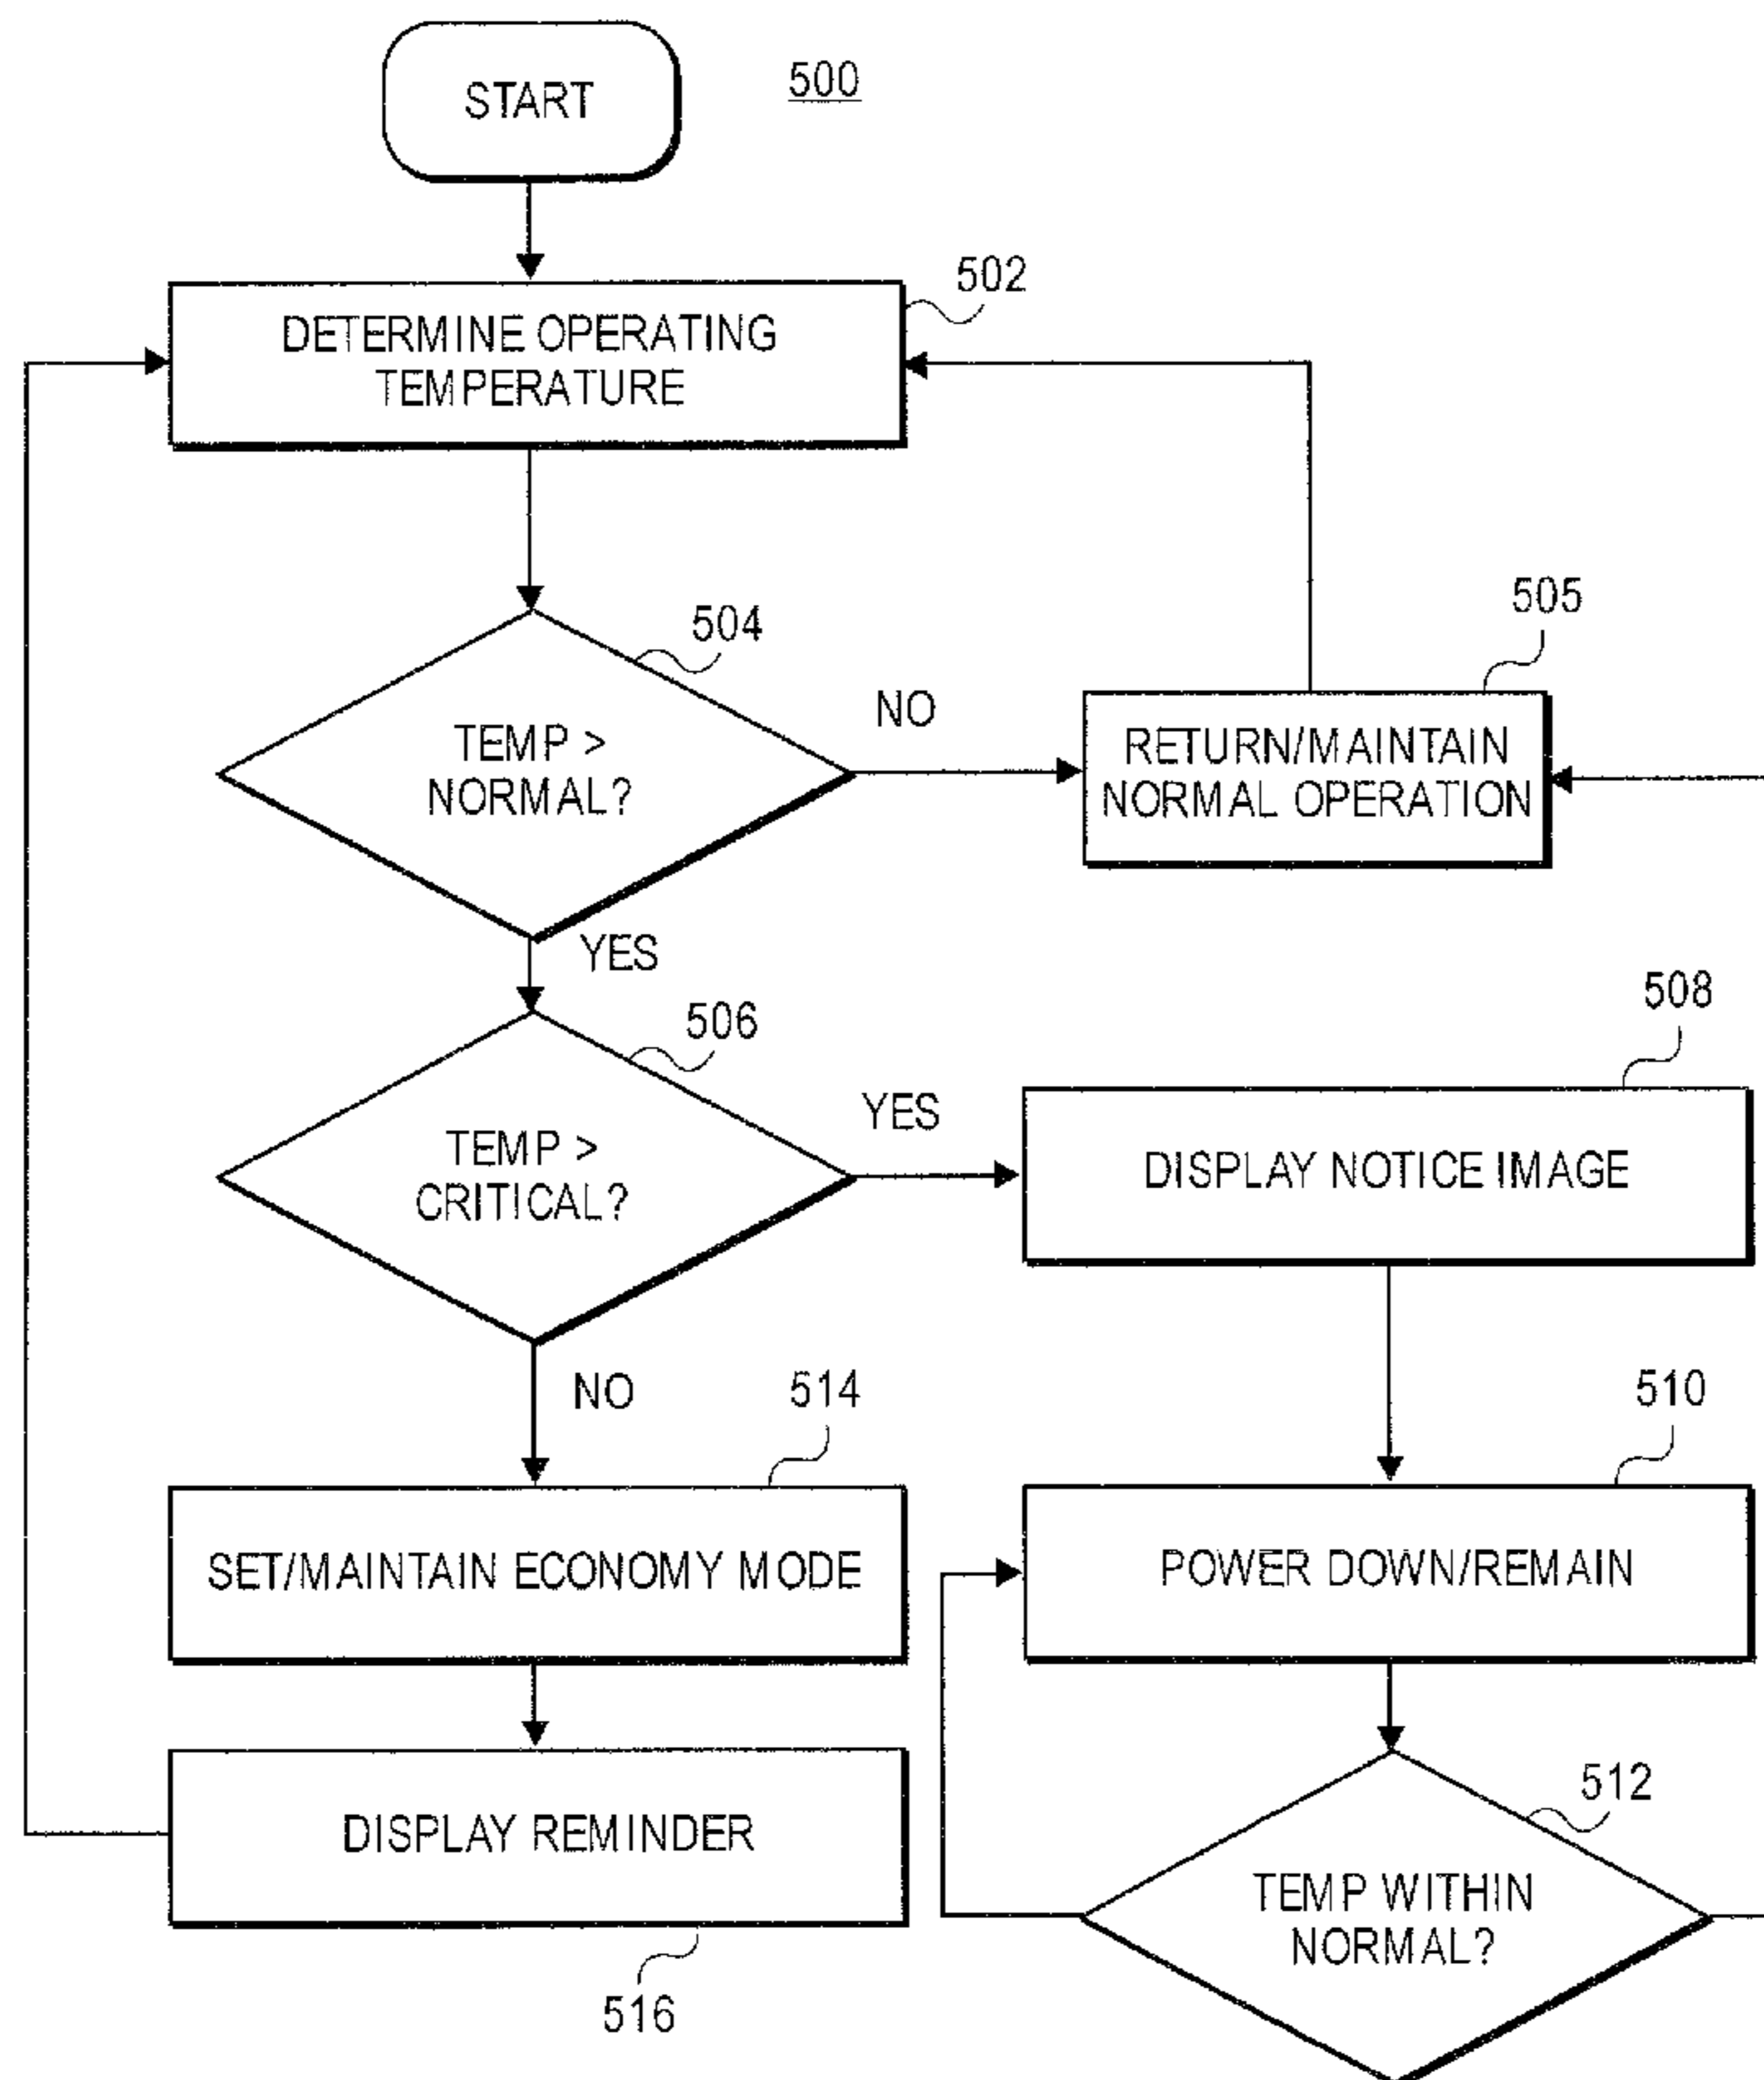 START
500
502
DETERMINE OPERATING
TEMPERATURE
504
TEMP >
NORMAL?
NO
505
RETURN/MAINTAIN
NORMAL OPERATION
YES
506
TEMP >
CRITICAL?
YES
508
DISPLAY NOTICE IMAGE
NO
514
SET/MAINTAIN ECONOMY MODE
510
POWER DOWN/REMAIN
DISPLAY REMINDER
516
512
TEMP WITHIN
NORMAL?